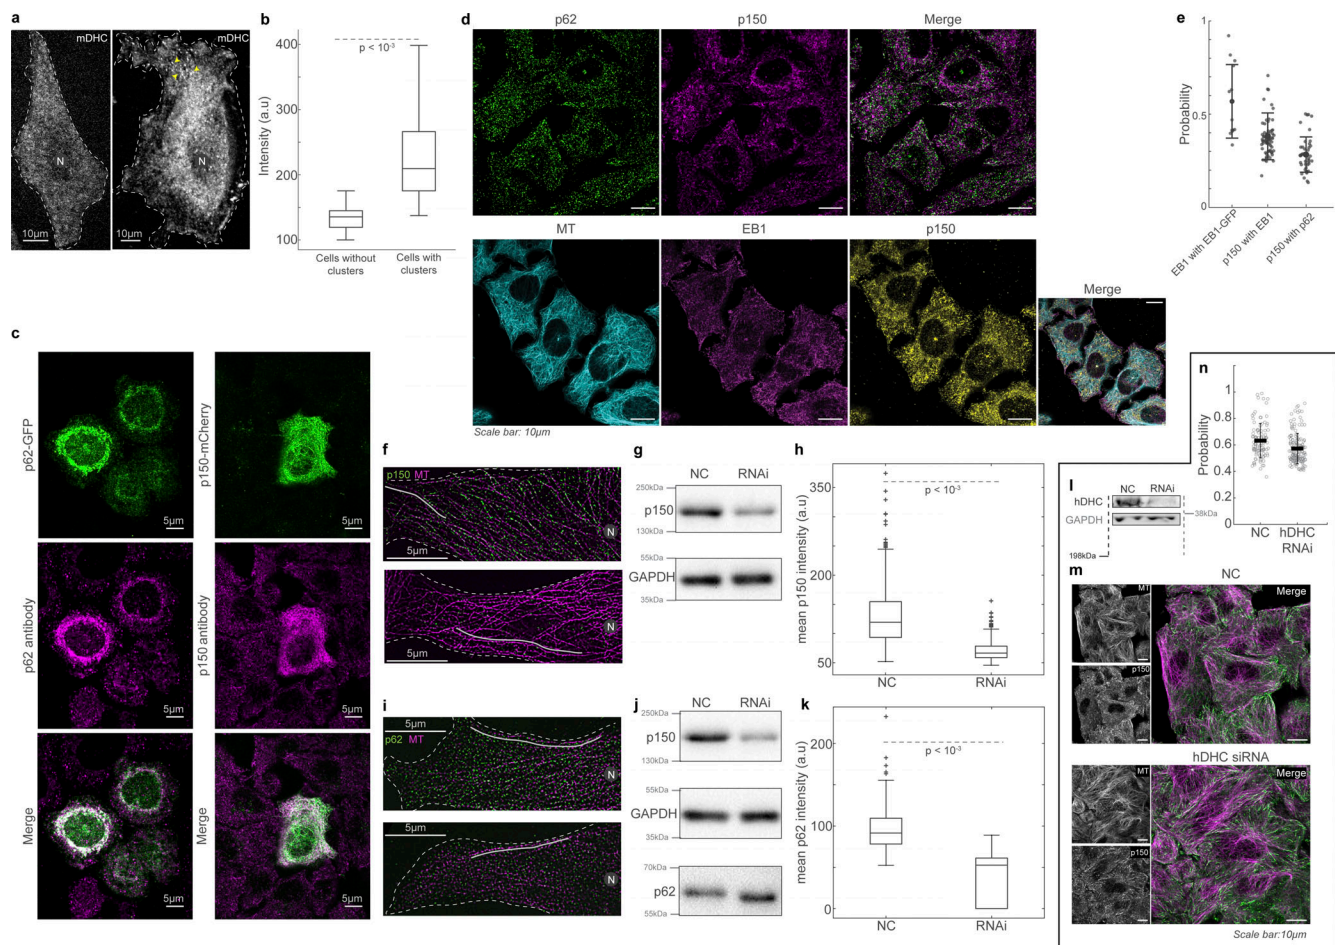 a
mDHC
mDHC
N
N
10µm
10µm
b
Intensity (a.u)
400
300
200
100
p < 10-3
Cells without
clusters
Cells with
clusters
c
p62-GFP
p150-mCherry
5µm
5µm
p62 antibody
p150 antibody
5µm
5µm
Merge
Merge
5µm
5µm
d
p62
p150
Merge
MT
EB1
p150
Merge
Scale bar: 10µm
e
Probability
1
0.5
0
EB1 with EB1-GFP
p150 with EB1
p150 with p62
f
p150 MT
5µm
N
5µm
N
g
NC
RNAi
250kDa
p150
130kDa
55kDa
GAPDH
35kDa
h
mean p150 intensity (a.u)
350
200
50
p < 10-3
NC
RNAi
i
5µm
p62 MT
N
5µm
N
j
NC
RNAi
250kDa
p150
130kDa
55kDa
GAPDH
35kDa
70kDa
p62
55kDa
k
mean p62 intensity (a.u)
200
100
0
p < 10-3
NC
RNAi
l
NC
RNAi
hDHC
GAPDH
38kDa
198kDa
m
NC
MT
Merge
p150
hDHC siRNA
MT
Merge
p150
Scale bar:10µm
n
Probability
1
0.8
0.6
0.4
0.2
0
NC
hDHC
RNAi